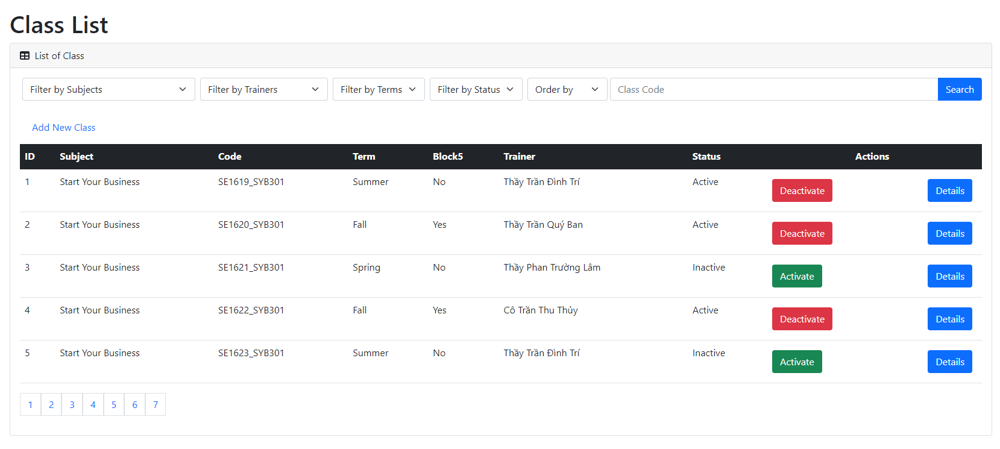 Class List
List of Class
Filter by Subjects Filter by Trainers Filter by Terms Filter by Status Order by Class Code Search
Add New Class
ID Subject Code Term Block5 Trainer Status Actions
1 Start Your Business SE1619_SYB301 Summer No Thầy Trần Đình Trí Active Deactivate Details
2 Start Your Business SE1620_SYB301 Fall Yes Thầy Trần Quý Ban Active Deactivate Details
3 Start Your Business SE1621_SYB301 Spring No Thầy Phan Trường Lâm Inactive Activate Details
4 Start Your Business SE1622_SYB301 Fall Yes Cô Trần Thu Thủy Active Deactivate Details
5 Start Your Business SE1623_SYB301 Summer No Thầy Trần Đình Trí Inactive Activate Details
1 2 3 4 5 6 7